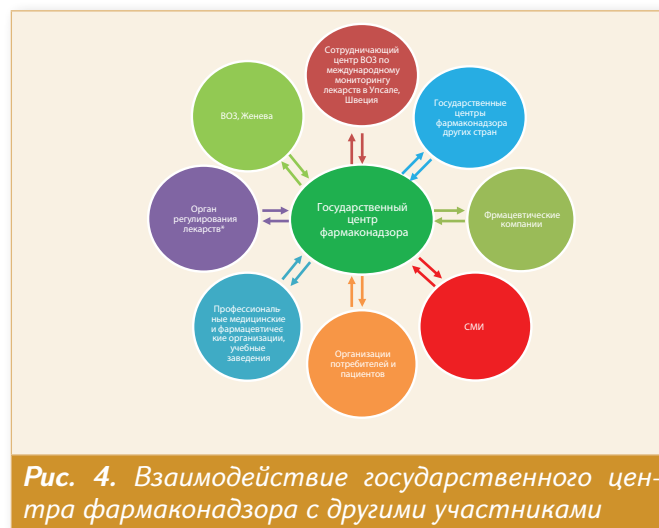 Сотрудничающий
центр ВОЗ по
международному
мониторингу
лекарств в Упсале,
Швеция
Государственные
центры
фармаконадзора
других стран
Фрмацевтические
компании
СМИ
Организации
потребителей и
пациентов
Профессиональ-
ные медицинские
и фармацевтичес-
кие организации,
учебные
заведения
Орган
регулирования
лекарств*
ВОЗ, Женева
Государственный
центр
фармаконадзора
Рис. 4. Взаимодействие государственного цен-
тра фармаконадзора с другими участниками